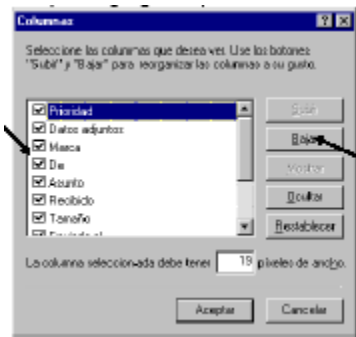 Columnas
Seleccione las columnas que desea ver. Use los botones
"Subir" y "Bajar" para reorganizar las columnas a su gusto.
Prioridad
Datos adjuntos
Marca
De
Asunto
Recibido
Tamaño
Subir
Bajar
Mostrar
Ocultar
Restablecer
La columna seleccionada debe tener 19 píxeles de ancho.
Aceptar
Cancelar